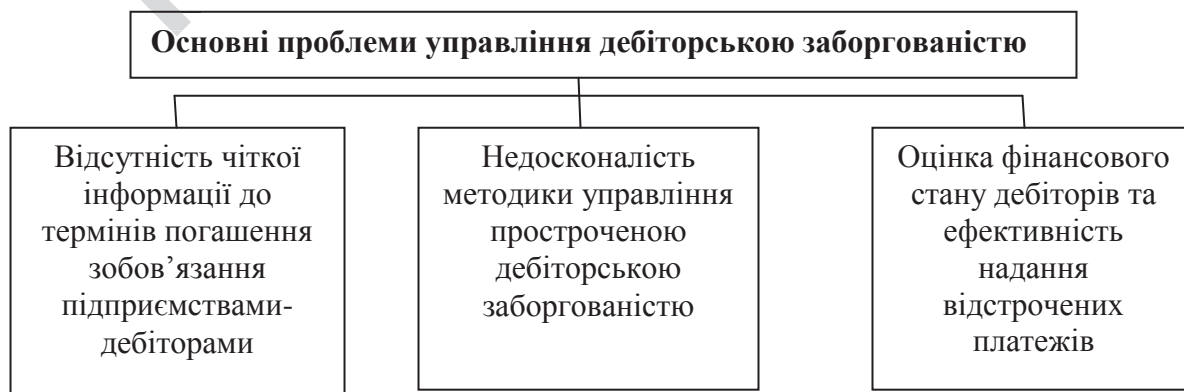 Основні проблеми управління дебіторською заборгованістю
Відсутність чіткої
інформації до
термінів погашення
зобов’язання
підприємствами-
дебіторами
Недосконалість
методики управління
простроченою
дебіторською
заборгованістю
Оцінка фінансового
стану дебіторів та
ефективність
надання
відстрочених
платежів